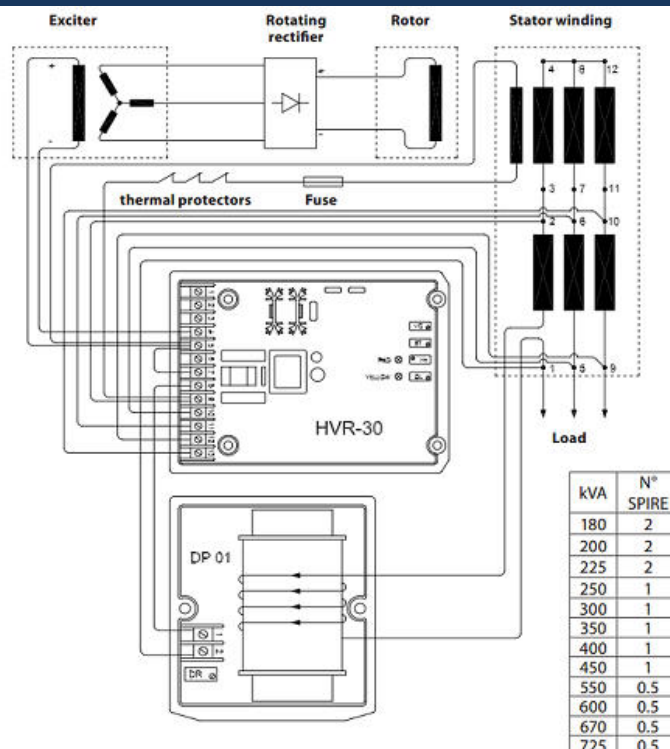 Exciter
Rotating
rectifier
Rotor
Stator winding
+
-
4
8
12
thermal protectors
Fuse
3
7
11
2
6
10
1
5
9
HVR-30
Load
DP 01
1
2
kVA N° SPIRE
180 2
200 2
225 2
250 1
300 1
350 1
400 1
450 1
550 0.5
600 0.5
670 0.5
725 0.5